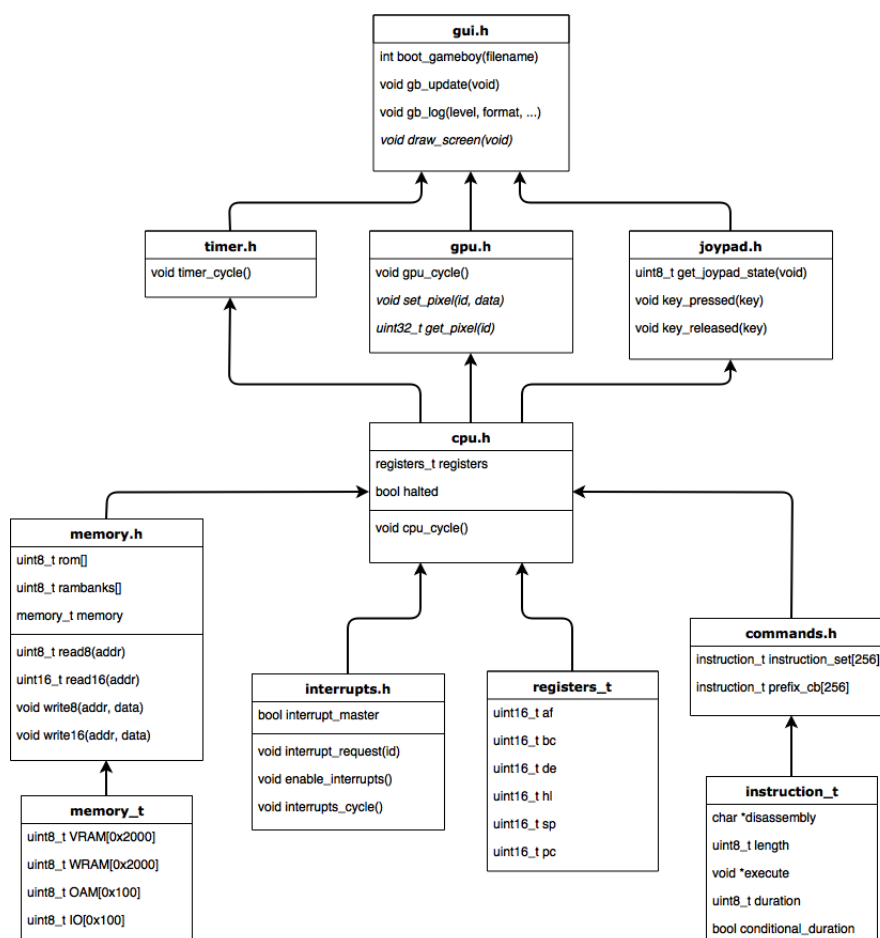 gui.h
int boot_gameboy(filename)
void gb_update(void)
void gb_log(level, format, ...)
void draw_screen(void)
timer.h
void timer_cycle()
gpu.h
void gpu_cycle()
void set_pixel(id, data)
uint32_t get_pixel(id)
joypad.h
uint8_t get_joypad_state(void)
void key_pressed(key)
void key_released(key)
cpu.h
registers_t registers
bool halted
void cpu_cycle()
memory.h
uint8_t rom[]
uint8_t rambanks[]
memory_t memory
uint8_t read8(addr)
uint16_t read16(addr)
void write8(addr, data)
void write16(addr, data)
interrupts.h
bool interrupt_master
void interrupt_request(id)
void enable_interrupts()
void interrupts_cycle()
registers_t
uint16_t af
uint16_t bc
uint16_t de
uint16_t hl
uint16_t sp
uint16_t pc
commands.h
instruction_t instruction_set[256]
instruction_t prefix_cb[256]
memory_t
uint8_t VRAM[0x2000]
uint8_t WRAM[0x2000]
uint8_t OAM[0x100]
uint8_t IO[0x100]
instruction_t
char *disassembly
uint8_t length
void *execute
uint8_t duration
bool conditional_duration